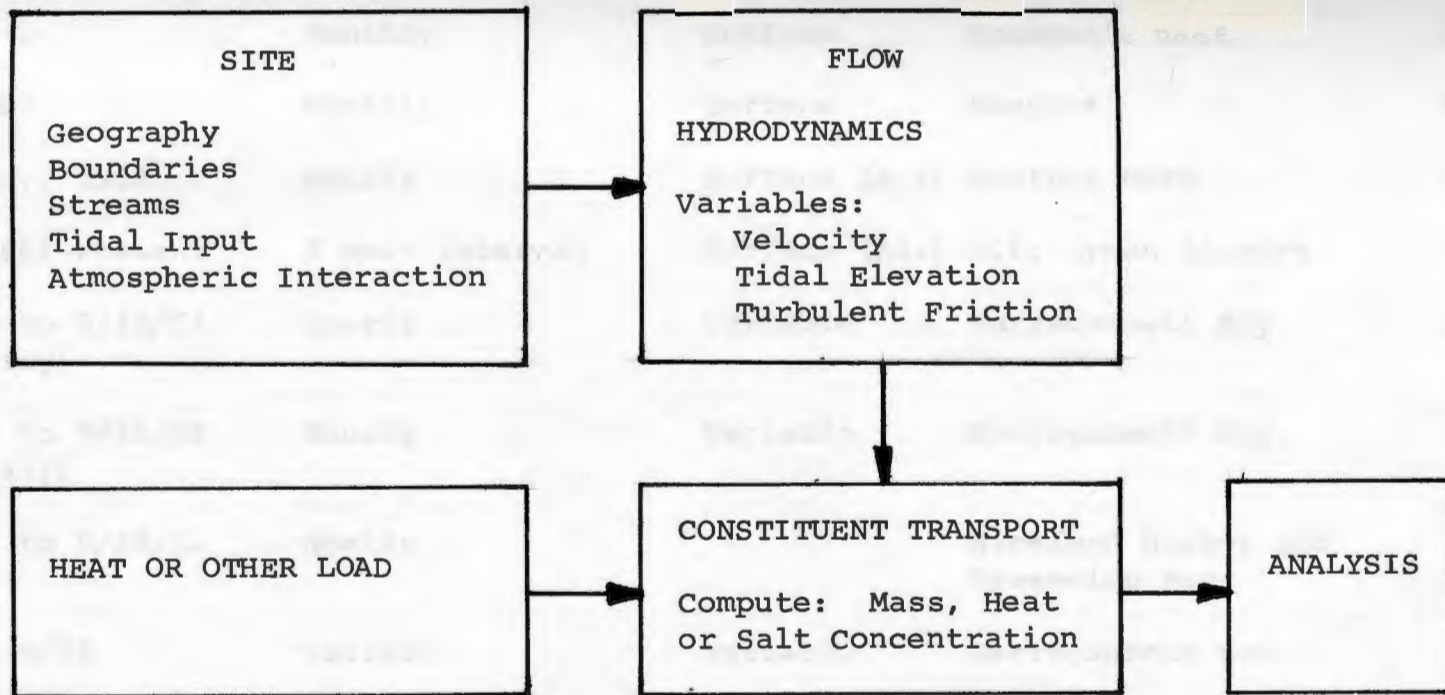 SITE
Geography
Boundaries
Streams
Tidal Input
Atmospheric Interaction
FLOW
HYDRODYNAMICS
Variables:
Velocity
Tidal Elevation
Turbulent Friction
HEAT OR OTHER LOAD
CONSTITUENT TRANSPORT
Compute: Mass, Heat
or Salt Concentration
ANALYSIS